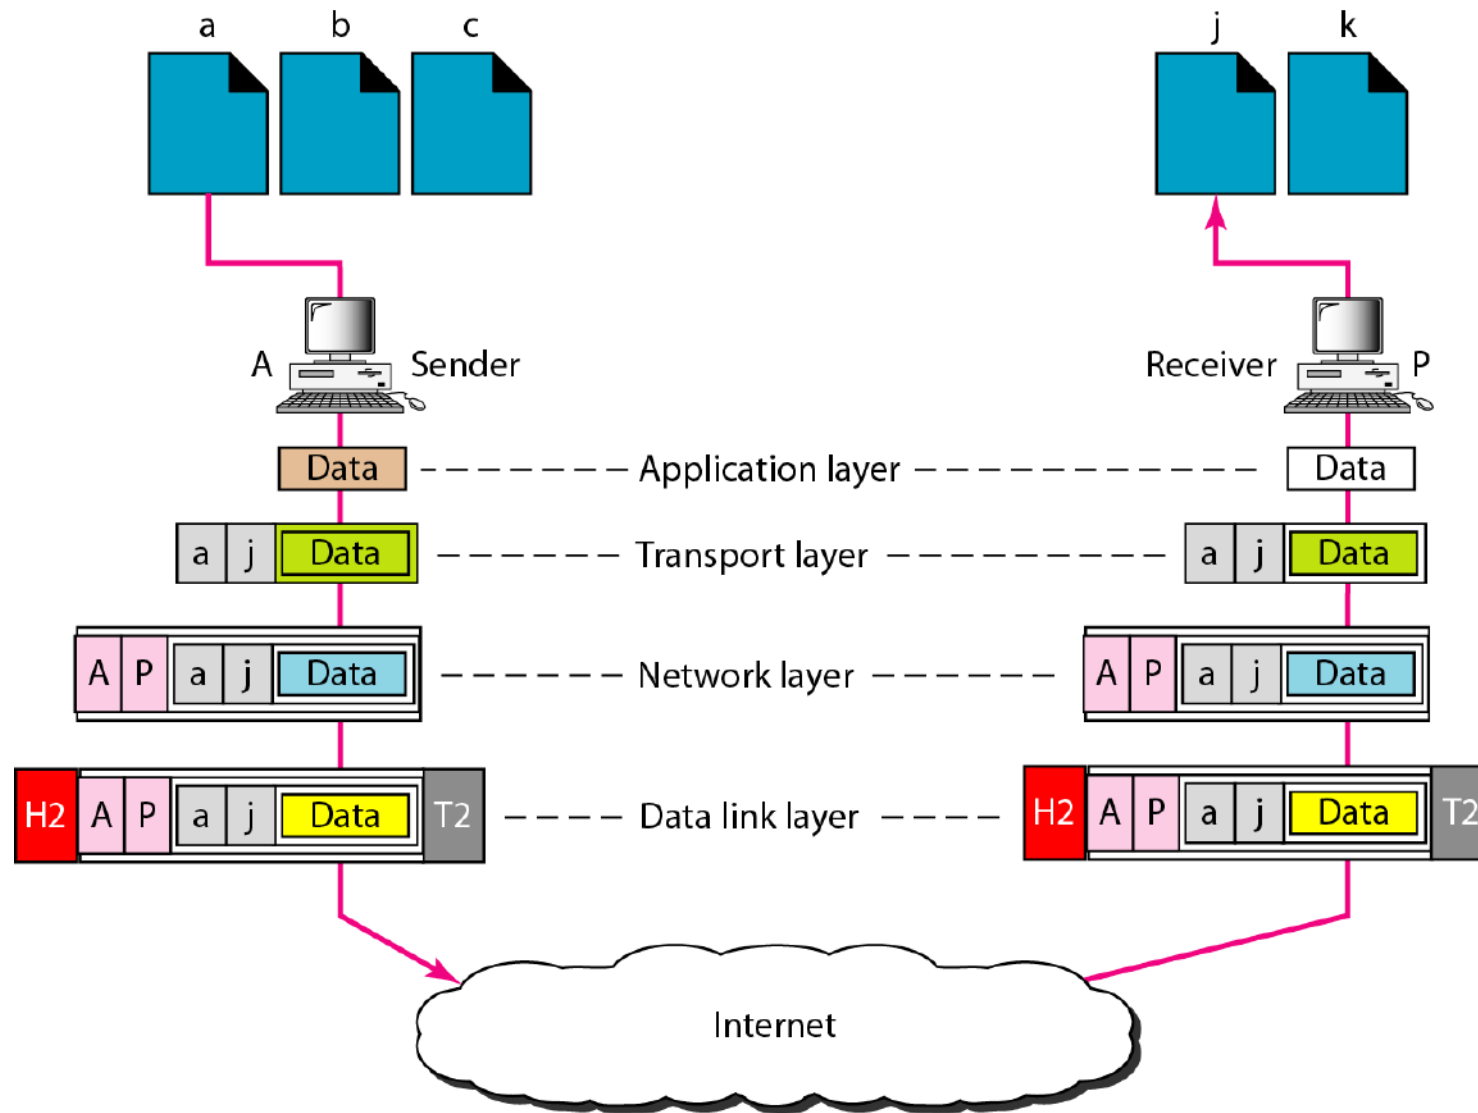 a b c j k
A Sender Receiver P
Data Application layer Data
a j Data Transport layer a j Data
A P a j Data Network layer A P a j Data
H2 A P a j Data T2 Data link layer H2 A P a j Data T2
Internet